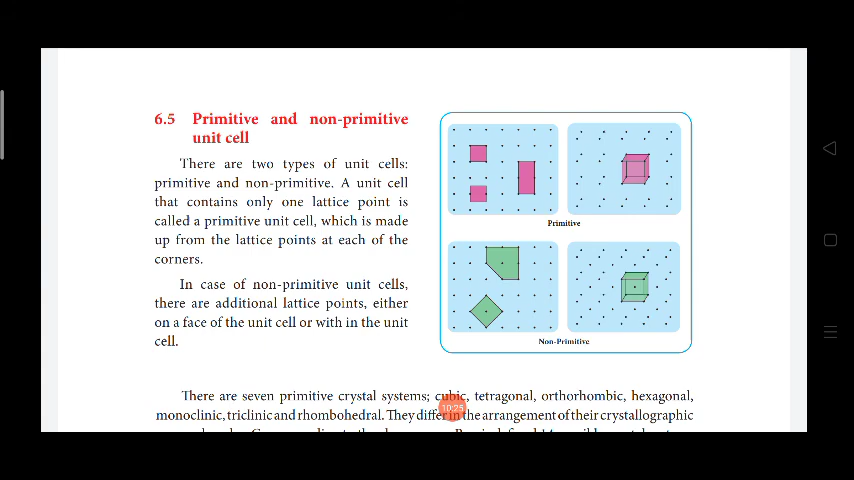 6.5 Primitive and non-primitive
unit cell
There are two types of unit cells:
primitive and non-primitive. A unit cell
that contains only one lattice point is
called a primitive unit cell, which is made
up from the lattice points at each of the
corners.
In case of non-primitive unit cells,
there are additional lattice points, either
on a face of the unit cell or with in the unit
cell.
Primitive
Non-Primitive
There are seven primitive crystal systems; cubic, tetragonal, orthorhombic, hexagonal,
monoclinic, triclinic and rhombohedral. They differ in the arrangement of their crystallographic
10:25